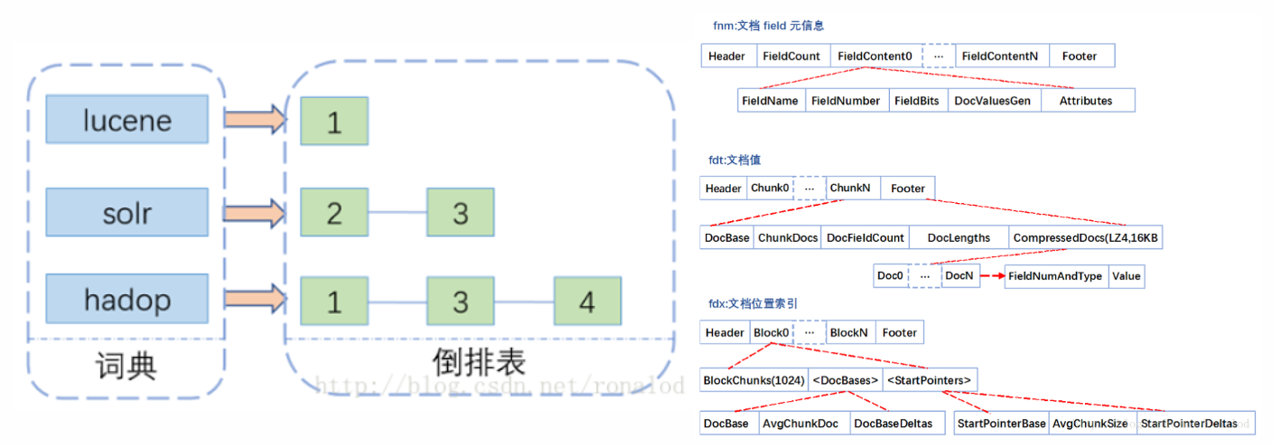 lucene
1
solr
2 3
hadop
1 3 4
词典
倒排表
http://blog.csdn.net/ronalod
fnm:文档 field 元信息
Header FieldCount FieldContent0 ... FieldContentN Footer
FieldName FieldNumber FieldBits DocValuesGen Attributes
fdt:文档值
Header Chunk0 ... ChunkN Footer
DocBase ChunkDocs DocFieldCount DocLengths CompressedDocs(LZ4,16KB
Doc0 ... DocN FieldNumAndType Value
fdx:文档位置索引
Header Block0 ... BlockN Footer
BlockChunks(1024) <DocBases> <StartPointers>
DocBase AvgChunkDoc DocBaseDeltas StartPointerBase AvgChunkSize StartPointerDeltas